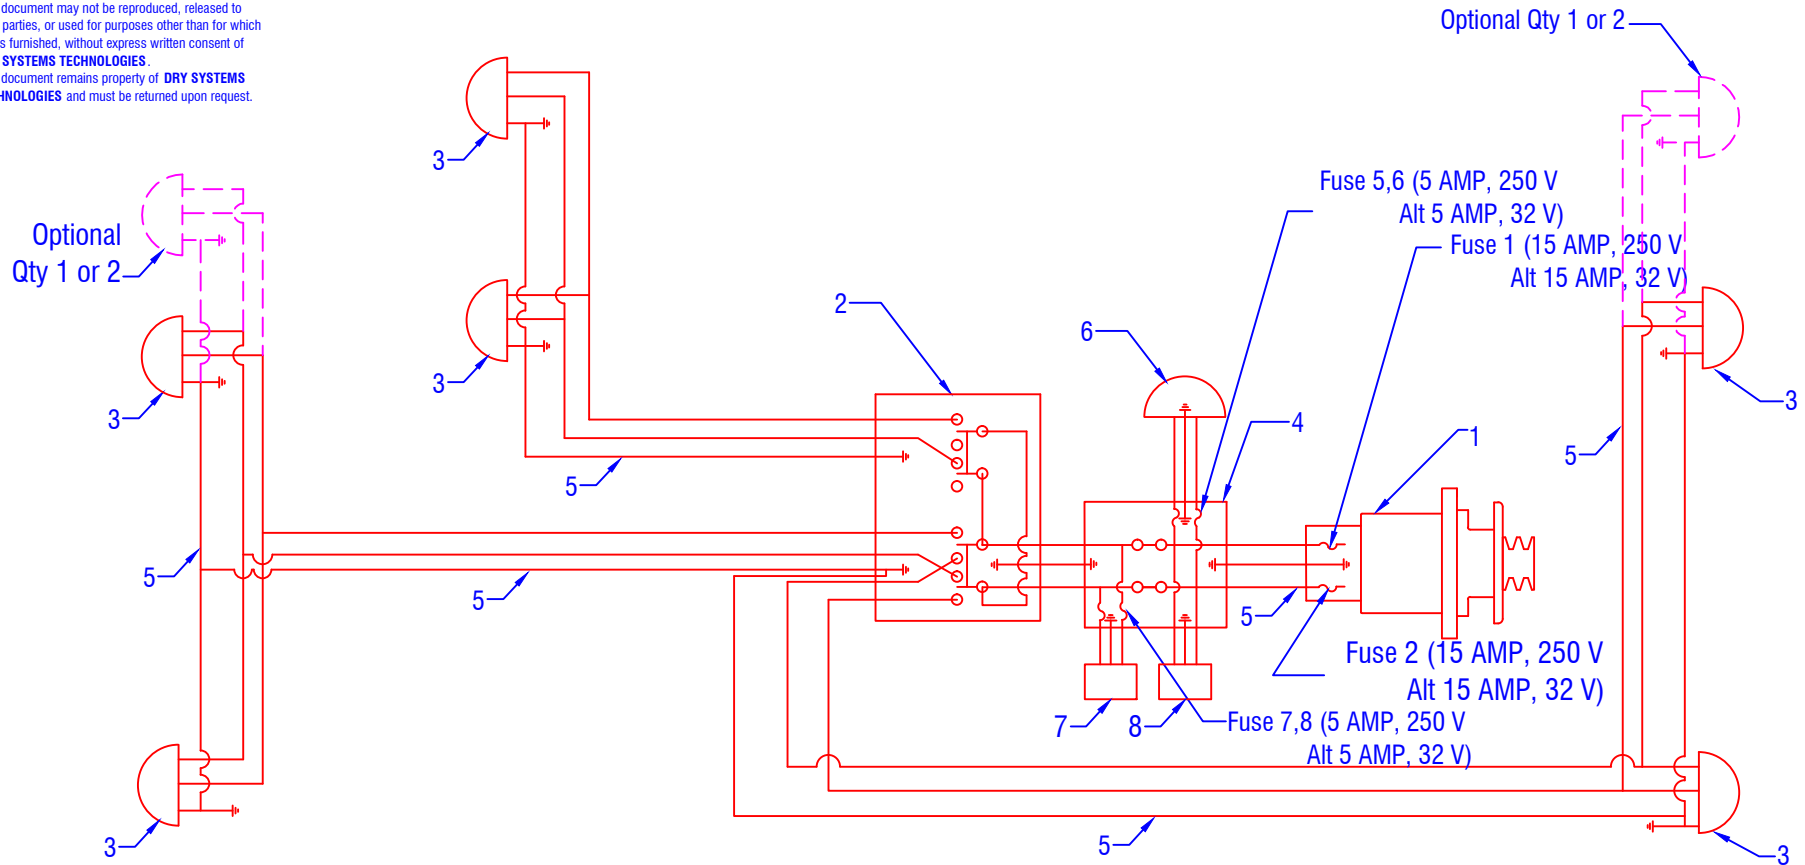 document may not be reproduced, released to
parties, or used for purposes other than for which
s furnished, without express written consent of
SYSTEMS TECHNOLOGIES.
document remains property of DRY SYSTEMS
HNOLOGIES and must be returned upon request.
Optional Qty 1 or 2
3
Fuse 5,6 (5 AMP, 250 V
Alt 5 AMP, 32 V)
Optional
Qty 1 or 2
Fuse 1 (15 AMP, 250 V
Alt 15 AMP, 32 V)
2
6
3
3
3
4
1
5
5
5
5
5
Fuse 2 (15 AMP, 250 V
Alt 15 AMP, 32 V)
7
8
Fuse 7,8 (5 AMP, 250 V
Alt 5 AMP, 32 V)
3
5
3